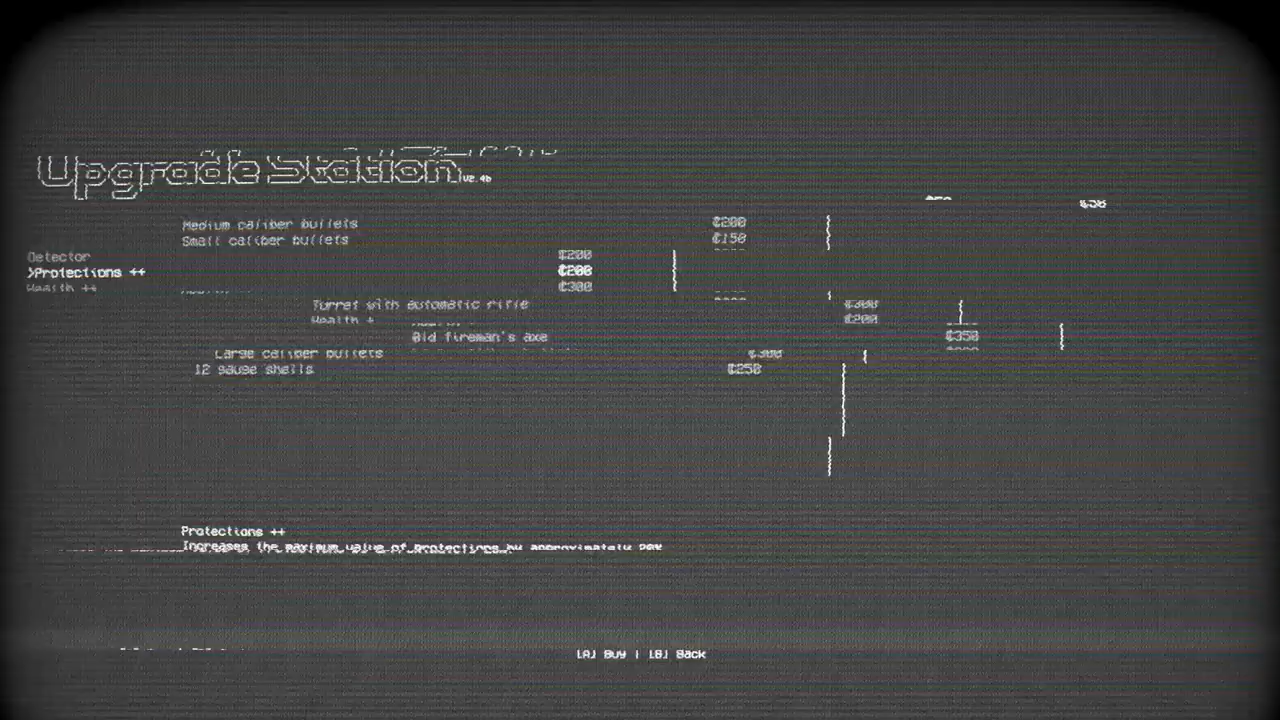 Upgrade Station v2.4b
¢50
Medium caliber bullets ¢200
Small caliber bullets ¢150
Detector ¢200
>Protections ++ ¢200
Health ++ ¢300
Turret with automatic rifle ¢300
Health + ¢200
Old fireman's axe ¢350
Large caliber bullets ¢300
12 gauge shells ¢250
Protections ++
Increases the maximum value of protections by approximately 20%
[A] Buy | [B] Back